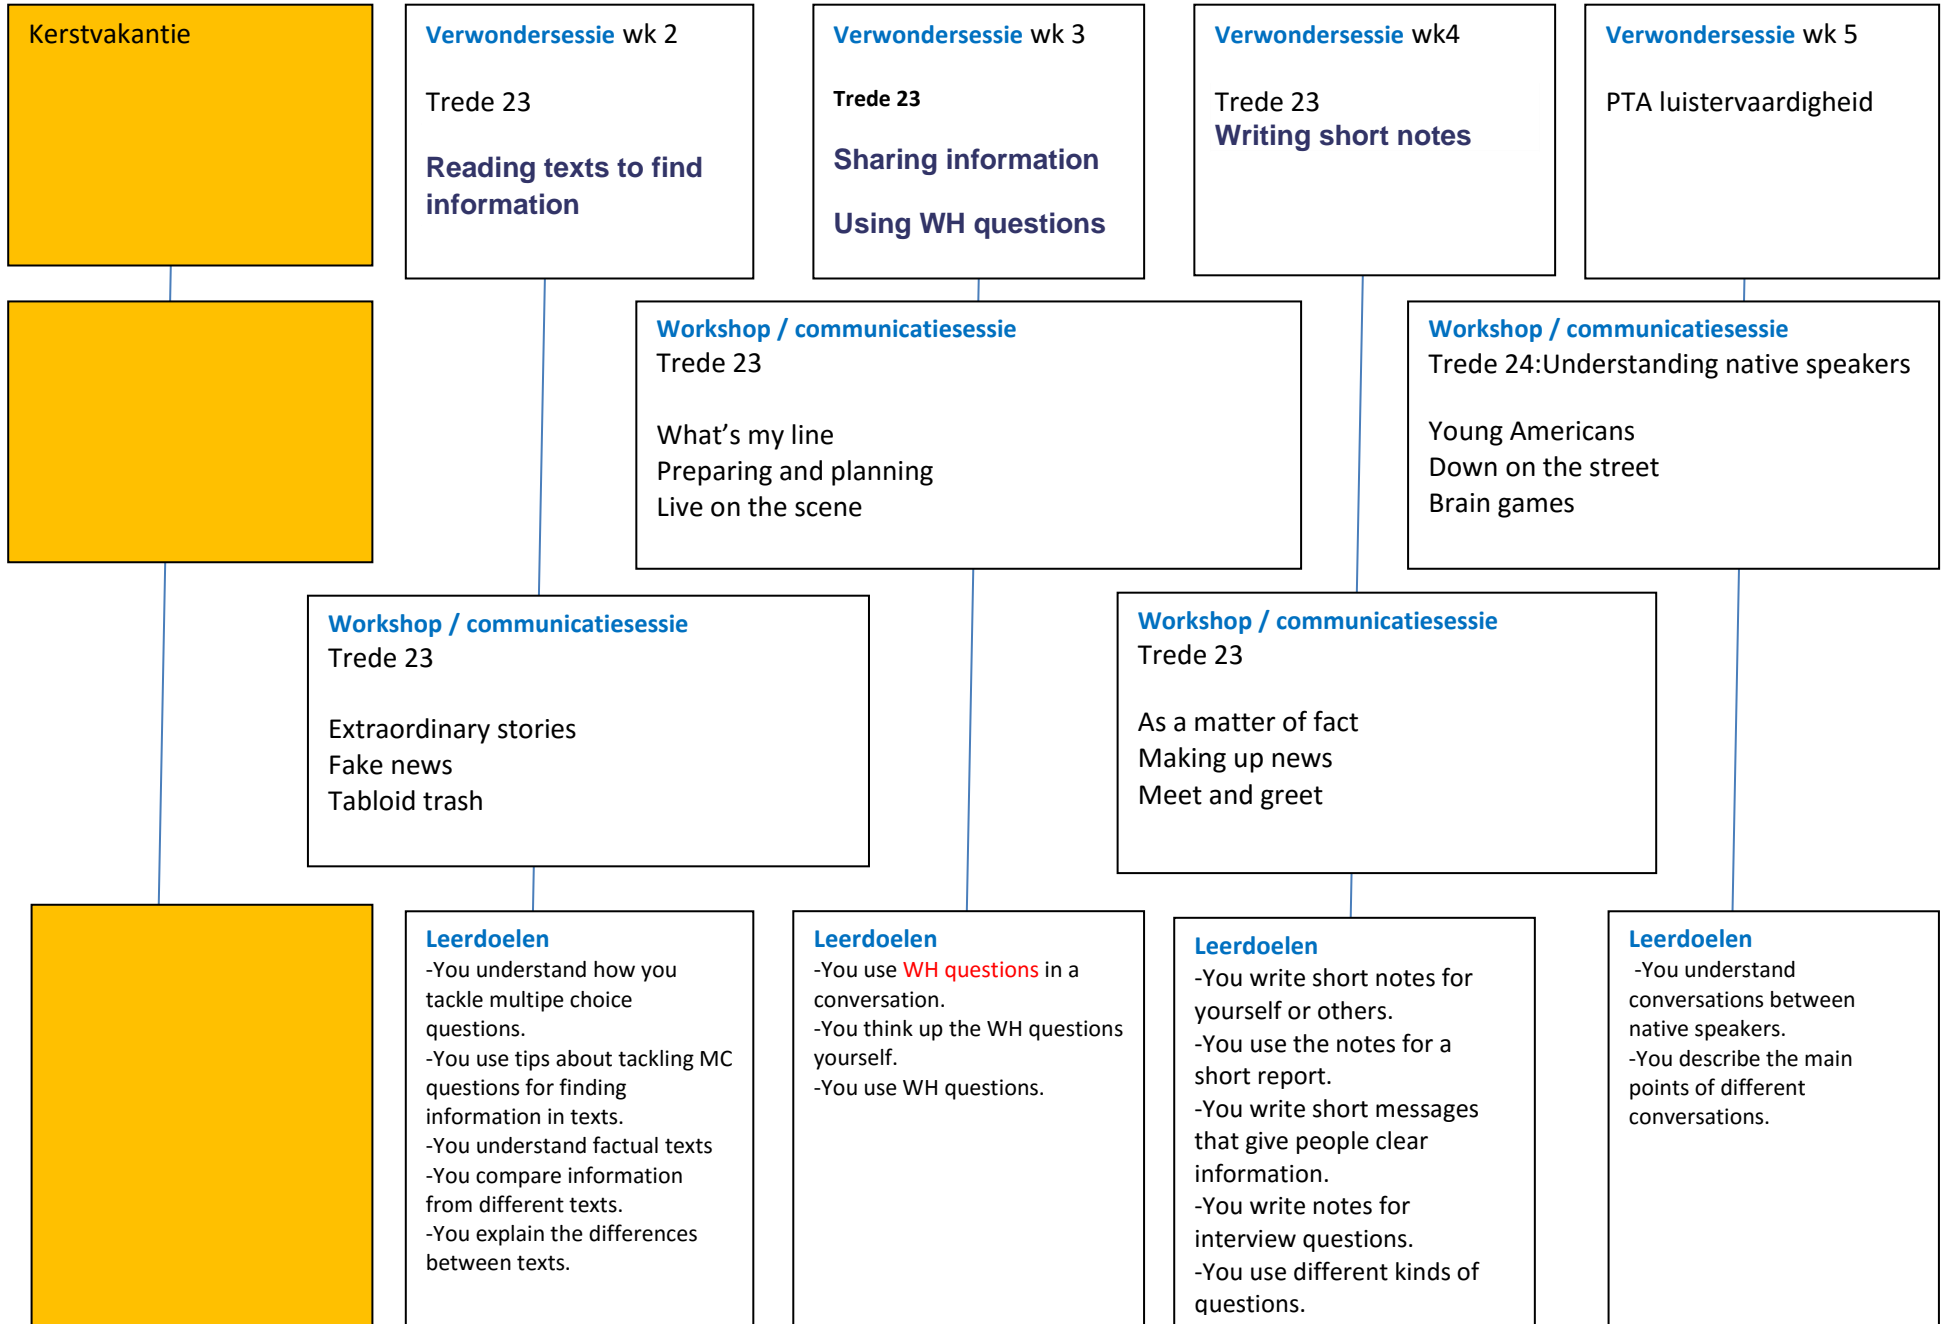 Kerstvakantie
Verwondersessie wk 2
Trede 23
Reading texts to find
information
Verwondersessie wk 3
Trede 23
Sharing information
Using WH questions
Verwondersessie wk4
Trede 23
Writing short notes
Verwondersessie wk 5
PTA luistervaardigheid
Workshop / communicatiesessie
Trede 23
What’s my line
Preparing and planning
Live on the scene
Workshop / communicatiesessie
Trede 24:Understanding native speakers
Young Americans
Down on the street
Brain games
Workshop / communicatiesessie
Trede 23
Extraordinary stories
Fake news
Tabloid trash
Workshop / communicatiesessie
Trede 23
As a matter of fact
Making up news
Meet and greet
Leerdoelen
-You understand how you
tackle multipe choice
questions.
-You use tips about tackling MC
questions for finding
information in texts.
-You understand factual texts
-You compare information
from different texts.
-You explain the differences
between texts.
Leerdoelen
-You use WH questions in a
conversation.
-You think up the WH questions
yourself.
-You use WH questions.
Leerdoelen
-You write short notes for
yourself or others.
-You use the notes for a
short report.
-You write short messages
that give people clear
information.
-You write notes for
interview questions.
-You use different kinds of
questions.
Leerdoelen
-You understand
conversations between
native speakers.
-You describe the main
points of different
conversations.